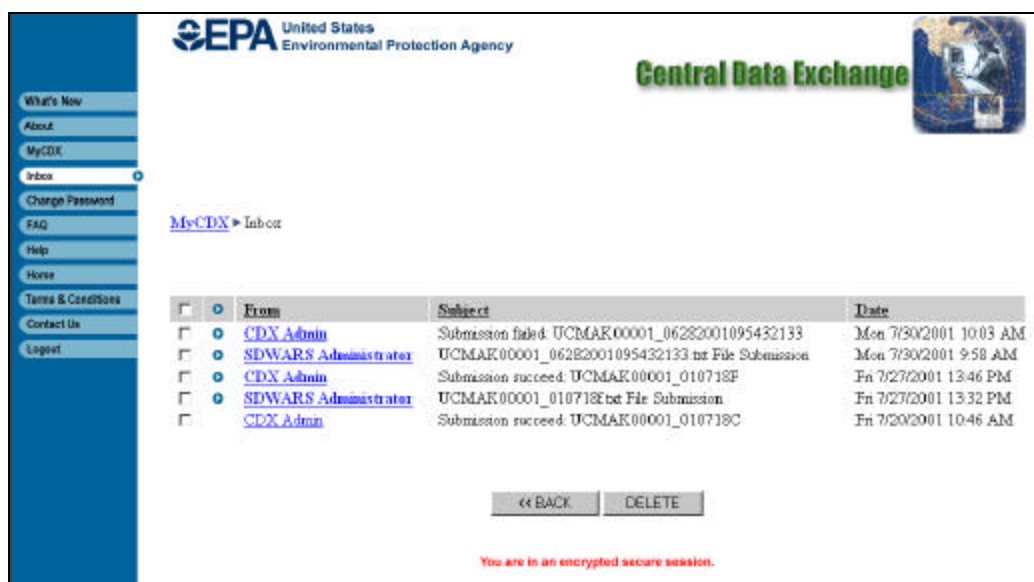 EPA United States
Environmental Protection Agency
Central Data Exchange
What's New
About
MyCDX
Inbox
Change Password
FAQ
Help
Home
Terms & Conditions
Contact Us
Logout
MyCDX ► Inbox
From Subject Date
CDX Admin Submission failed: UCMAK00001_06282001095432133 Mon 7/30/2001 10:03 AM
SDWARS Administrator UCMAK00001_06282001095432133 txt File Submission Mon 7/30/2001 9:58 AM
CDX Admin Submission succeed: UCMAK00001_010718F Fri 7/27/2001 13:46 PM
SDWARS Administrator UCMAK00001_010718f.txt File Submission Fri 7/27/2001 13:32 PM
CDX Admin Submission succeed: UCMAK00001_010718C Fri 7/20/2001 10:46 AM
<< BACK DELETE
You are in an encrypted secure session.